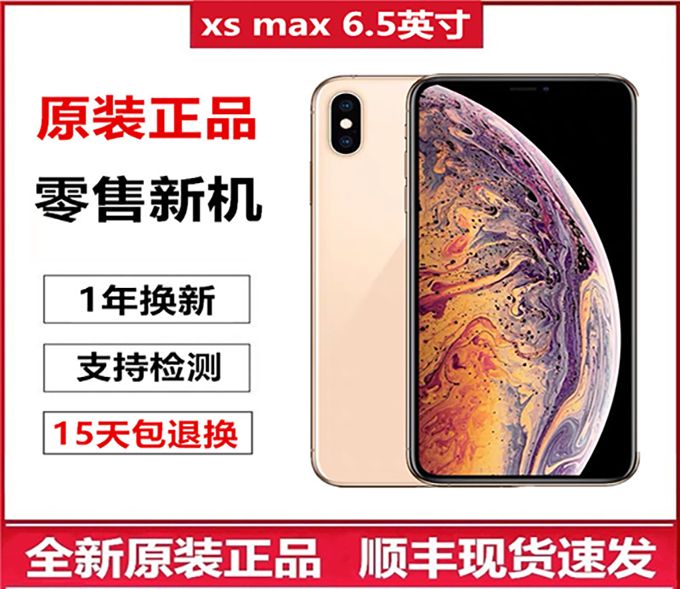 xs max 6.5英寸
原装正品
零售新机
1年换新
支持检测
15天包退换
全新原装正品 顺丰现货速发